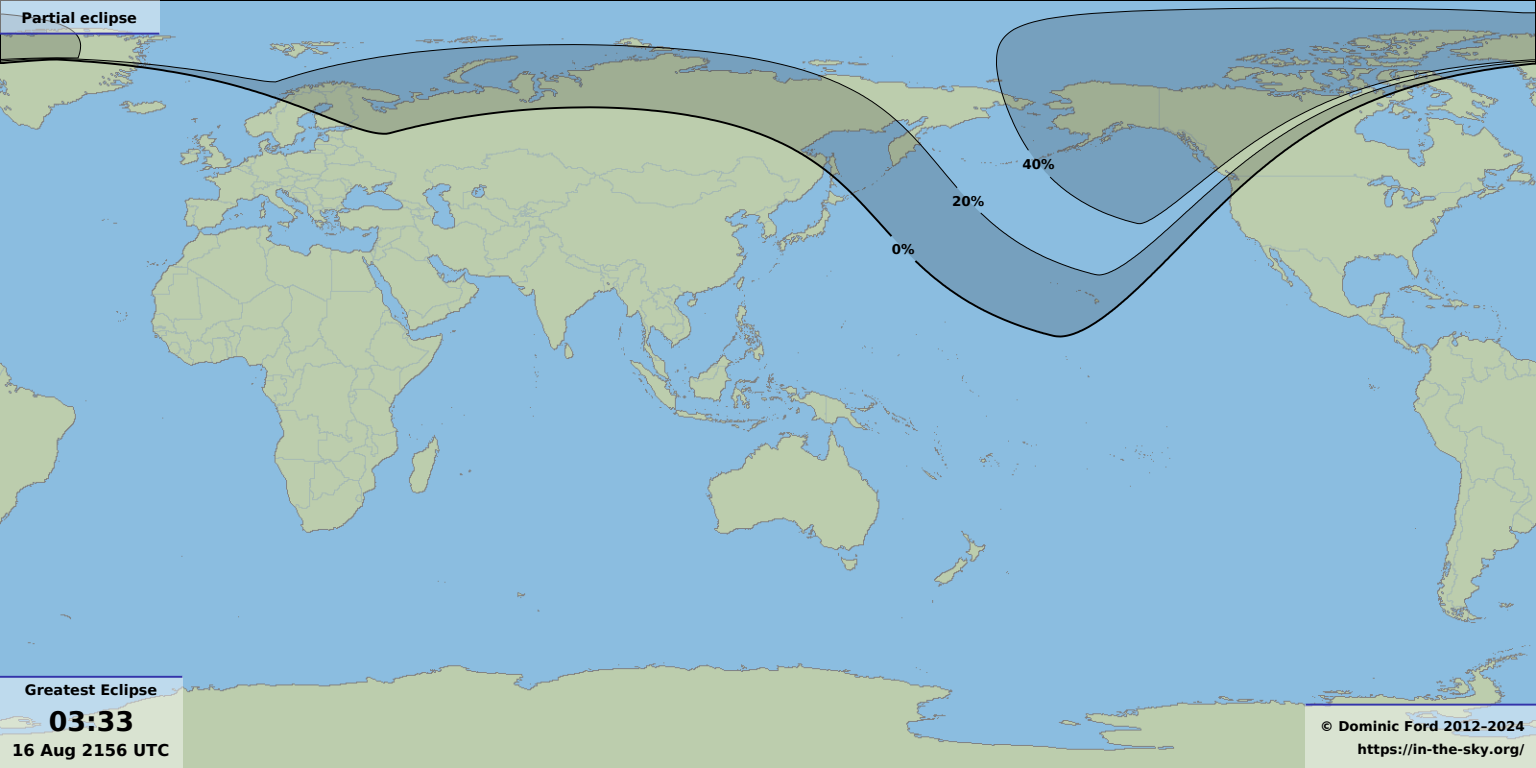 Partial eclipse
40%
20%
0%
Greatest Eclipse
03:33
16 Aug 2156 UTC
© Dominic Ford 2012–2024
https://in-the-sky.org/